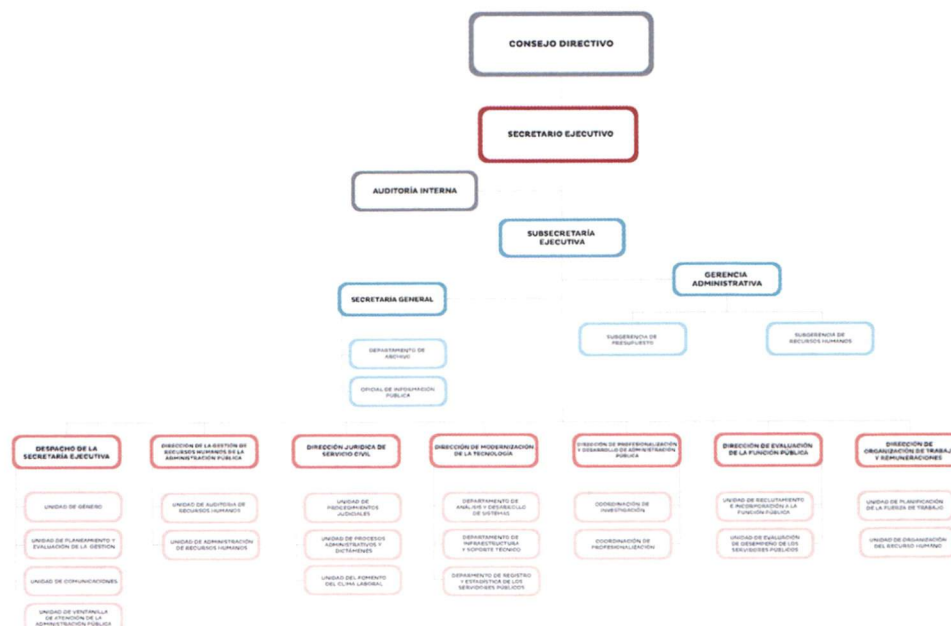 CONSEJO DIRECTIVO
SECRETARIO EJECUTIVO
AUDITORÍA INTERNA
SUBSECRETARÍA
EJECUTIVA
GERENCIA
ADMINISTRATIVA
SECRETARÍA GENERAL
SUBGERENCIA DE
PRESUPUESTO
SUBGERENCIA DE
RECURSOS HUMANOS
DEPARTAMENTO DE
ARCHIVO
OFICIAL DE INFORMACIÓN
PÚBLICA
DESPACHO DE LA
SECRETARÍA EJECUTIVA
UNIDAD DE GÉNERO
UNIDAD DE PLANEAMIENTO Y
EVALUACIÓN DE LA GESTIÓN
UNIDAD DE COMUNICACIONES
UNIDAD DE VENTANILLA
DE ATENCIÓN DE LA
ADMINISTRACIÓN PÚBLICA
DIRECCIÓN DE LA GESTIÓN DE
RECURSOS HUMANOS DE LA
ADMINISTRACIÓN PÚBLICA
UNIDAD DE AUDITORIA DE
RECURSOS HUMANOS
UNIDAD DE ADMINISTRACIÓN
DE RECURSOS HUMANOS
DIRECCIÓN JURÍDICA DE
SERVICIO CIVIL
UNIDAD DE
PROCEDIMIENTOS
JUDICIALES
UNIDAD DE PROCESOS
ADMINISTRATIVOS Y
DICTÁMENES
UNIDAD DEL FOMENTO
DEL CLIMA LABORAL
DIRECCIÓN DE MODERNIZACIÓN
DE LA TECNOLOGÍA
DEPARTAMENTO DE
ANÁLISIS Y DESARROLLO
DE SISTEMAS
DEPARTAMENTO DE
INFRAESTRUCTURA
Y SOPORTE TÉCNICO
DEPARMENTO DE REGISTRO
Y ESTADÍSTICA DE LOS
SERVIDORES PÚBLICOS
DIRECCIÓN DE PROFESIONALIZACIÓN
Y DESARROLLO DE ADMINISTRACIÓN
PÚBLICA
COORDINACIÓN DE
INVESTIGACIÓN
COORDINACIÓN DE
PROFESIONALIZACIÓN
DIRECCIÓN DE EVALUACIÓN
DE LA FUNCIÓN PÚBLICA
UNIDAD DE RECLUTAMIENTO
E INCORPORACIÓN A LA
FUNCIÓN PÚBLICA
UNIDAD DE EVALUACIÓN
DE DESEMPEÑO DE LOS
SERVIDORES PÚBLICOS
DIRECCIÓN DE
ORGANIZACIÓN DE TRABAJO
Y REMUNERACIONES
UNIDAD DE PLANIFICACIÓN
DE LA FUERZA DE TRABAJO
UNIDAD DE ORGANIZACIÓN
DEL RECURSO HUMANO